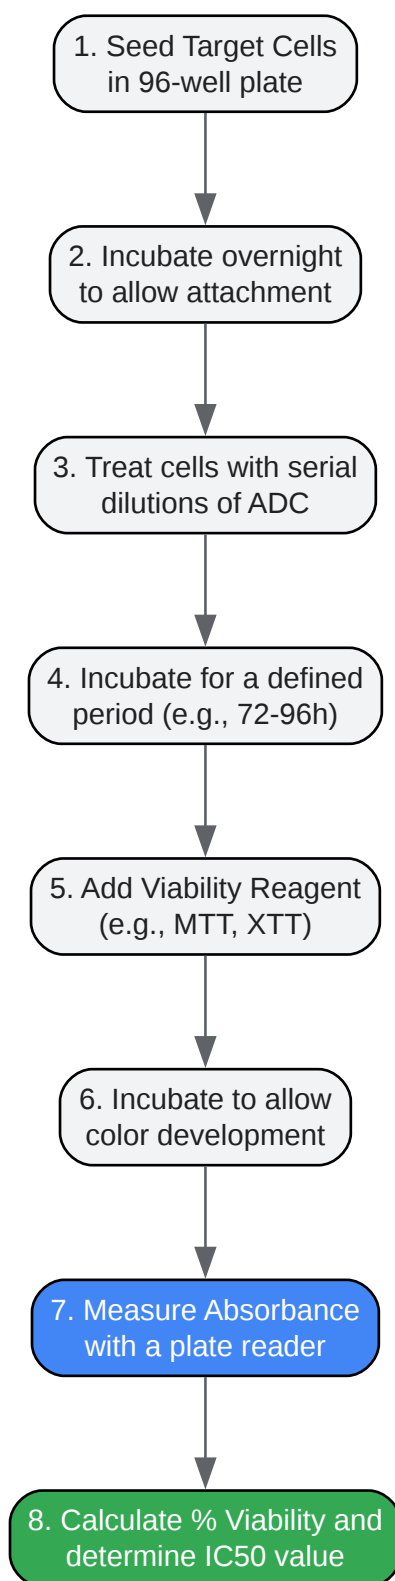 1. Seed Target Cells
in 96-well plate
2. Incubate overnight
to allow attachment
3. Treat cells with serial
dilutions of ADC
4. Incubate for a defined
period (e.g., 72-96h)
5. Add Viability Reagent
(e.g., MTT, XTT)
6. Incubate to allow
color development
7. Measure Absorbance
with a plate reader
8. Calculate % Viability and
determine IC50 value